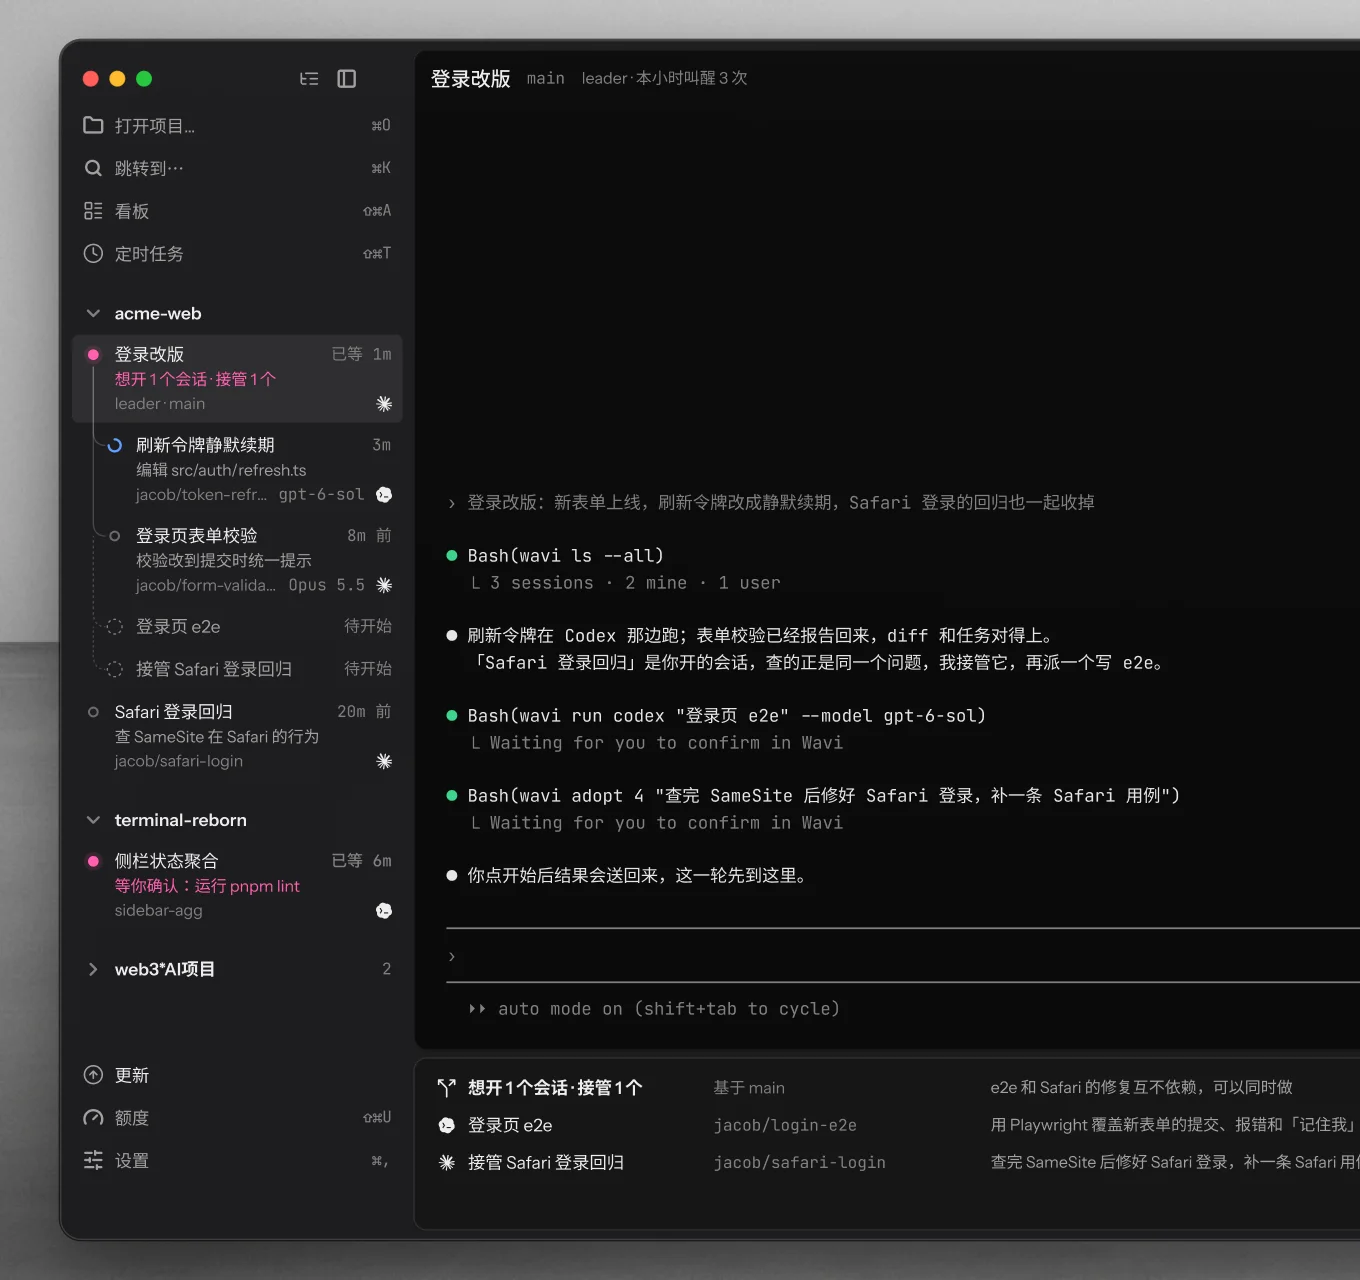 打开项目… ⌘O
跳转到… ⌘K
看板 ⇧⌘A
定时任务 ⇧⌘T
acme-web
登录改版 已等 1m
想开1个会话·接管1个
leader·main
刷新令牌静默续期 3m
编辑 src/auth/refresh.ts
jacob/token-refr… gpt-6-sol
登录页表单校验 8m 前
校验改到提交时统一提示
jacob/form-valida… Opus 5.5
登录页 e2e 待开始
接管 Safari 登录回归 待开始
Safari 登录回归 20m 前
查 SameSite 在 Safari 的行为
jacob/safari-login
terminal-reborn
侧栏状态聚合 已等 6m
等你确认：运行 pnpm lint
sidebar-agg
web3*AI项目 2
更新
额度 ⇧⌘U
设置 ⌘,
登录改版 main leader·本小时叫醒 3 次
› 登录改版：新表单上线，刷新令牌改成静默续期，Safari 登录的回归也一起收掉
Bash(wavi ls --all)
└ 3 sessions · 2 mine · 1 user
刷新令牌在 Codex 那边跑；表单校验已经报告回来，diff 和任务对得上。
「Safari 登录回归」是你开的会话，查的正是同一个问题，我接管它，再派一个写 e2e。
Bash(wavi run codex "登录页 e2e" --model gpt-6-sol)
└ Waiting for you to confirm in Wavi
Bash(wavi adopt 4 "查完 SameSite 后修好 Safari 登录，补一条 Safari 用例")
└ Waiting for you to confirm in Wavi
你点开始后结果会送回来，这一轮先到这里。
›
auto mode on (shift+tab to cycle)
想开1个会话·接管1个 基于 main e2e 和 Safari 的修复互不依赖，可以同时做
登录页 e2e jacob/login-e2e 用 Playwright 覆盖新表单的提交、报错和「记住我」
接管 Safari 登录回归 jacob/safari-login 查完 SameSite 后修好 Safari 登录，补一条 Safari 用